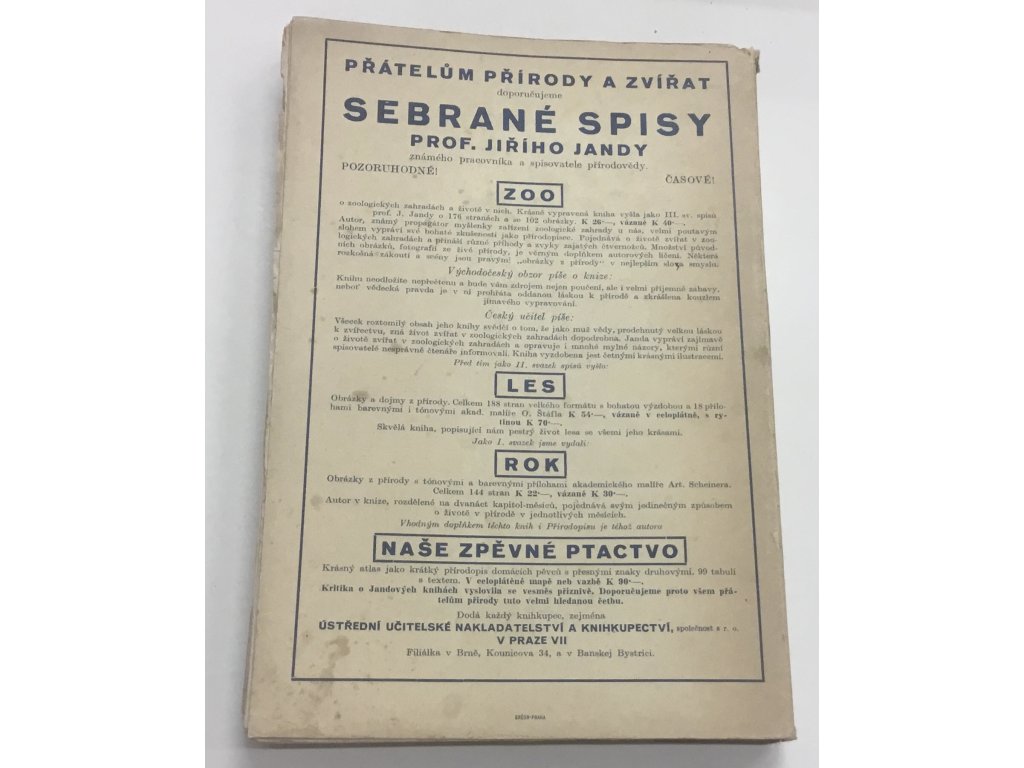 PŘÁTELŮM PŘÍRODY A ZVÍŘAT
doporučujeme
SEBRANÉ SPISY
PROF. JIŘÍHO JANDY
známého pracovníka a spisovatele přírodovědy.
POZORUHODNÉ! ČASOVÉ!
ZOO
o zoologických zahradách a životě v nich. Krásně vypravená kniha vyšla jako III. sv. spisů
prof. J. Jandy o 176 stranách a se 102 obrázky. K 26·—, vázaně K 40·—.
Autor, známý propagátor myšlenky zařízení zoologické zahrady u nás, velmi poutavým
slohem vypráví své bohaté zkušenosti jako přírodopisce. Pojednává o životě zvířat v zoo-
logických zahradách a přináší různé příhody a zvyky zajatých čtvernožců. Množství původ-
ních obrázků, fotografií ze živé přírody, je věrným doplňkem autorových líčení. Některá
rozkošná zákoutí a scény jsou pravými „obrázky z přírody“ v nejlepším slova smyslu.
Východočeský obzor píše o knize:
Knihu neodložíte nepřečtenu a bude vám zdrojem nejen poučení, ale i velmi příjemné zábavy,
neboť vědecká pravda je v ní prohřáta oddanou láskou k přírodě a zkrášlena kouzlem
jímavého vypravování.
Český učitel píše:
Všecek roztomilý obsah jeho knihy svědčí o tom, že jako muž vědy, prodchnutý velkou láskou
k zvířectvu, zná život zvířat v zoologických zahradách dopodrobna. Janda vypráví zajímavě
o životě zvířat v zoologických zahradách a opravuje i mnohé mylné názory, kterými různí
spisovatelé nesprávně čtenáře informovali. Kniha vyzdobena jest četnými krásnými ilustracemi.
Před tím jako II. svazek spisů vyšlo:
LES
Obrázky a dojmy z přírody. Celkem 188 stran velkého formátu s bohatou výzdobou a 18 přílo-
hami barevnými i tónovými akad. malíře O. Štáfla K 54·—, vázaně v celoplátně, s ry-
tinou K 70·—.
Skvělá kniha, popisující nám pestrý život lesa se všemi jeho krásami.
Jako I. svazek jsme vydali:
ROK
Obrázky z přírody s tónovými a barevnými přílohami akademického malíře Art. Scheinera.
Celkem 144 stran K 22·—, vázaně K 30·—.
Autor v knize, rozdělené na dvanáct kapitol-měsíců, pojednává svým jedinečným způsobem
o životě v přírodě v jednotlivých měsících.
Vhodným doplňkem těchto knih i Přírodopisu je téhož autora
NAŠE ZPĚVNÉ PTACTVO
Krásný atlas jako krátký přírodopis domácích pěvců s přesnými znaky druhovými. 99 tabulí
s textem. V celoplátěné mapě neb vazbě K 90·—.
Kritika o Jandových knihách vyslovila se vesměs příznivě. Doporučujeme proto všem přá-
telům přírody tuto velmi hledanou četbu.
Dodá každý knihkupec, zejména
ÚSTŘEDNÍ UČITELSKÉ NAKLADATELSTVÍ A KNIHKUPECTVÍ, společnost s r. o.
V PRAZE VII
Filiálka v Brně, Kounicova 34, a v Banskej Bystrici.
GRÉGR-PRAHA